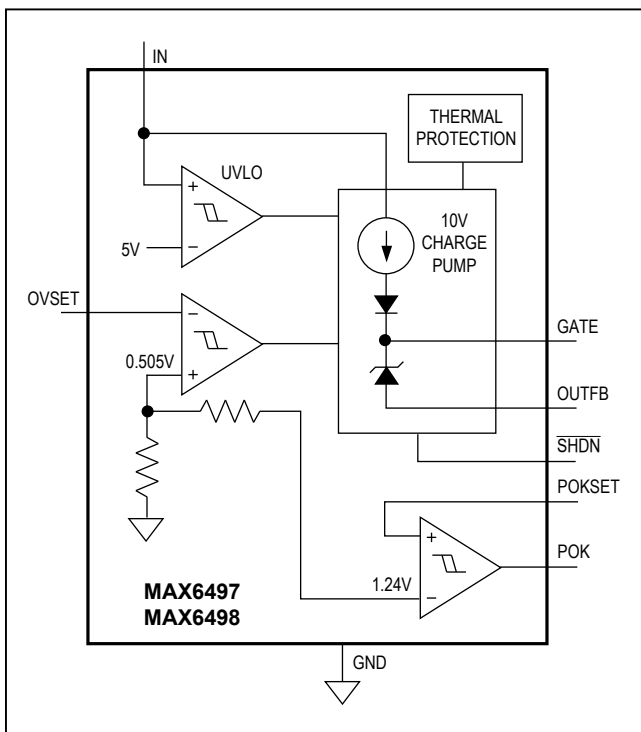 IN
THERMAL
PROTECTION
UVLO
+
−
5V
10V
CHARGE
PUMP
OVSET
−
+
0.505V
GATE
OUTFB
SHDN
POKSET
+
−
1.24V
POK
MAX6497
MAX6498
GND